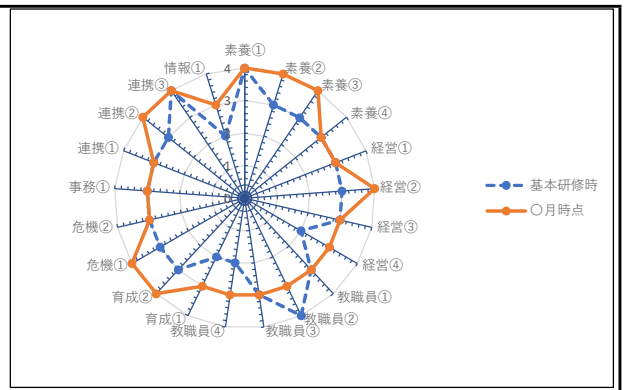 素養①
素養②
素養③
素養④
経営①
経営②
経営③
経営④
教職員①
教職員②
教職員③
教職員④
育成①
育成②
危機①
危機②
事務①
連携①
連携②
連携③
情報①
4
3
2
1
0
基本研修時
〇月時点